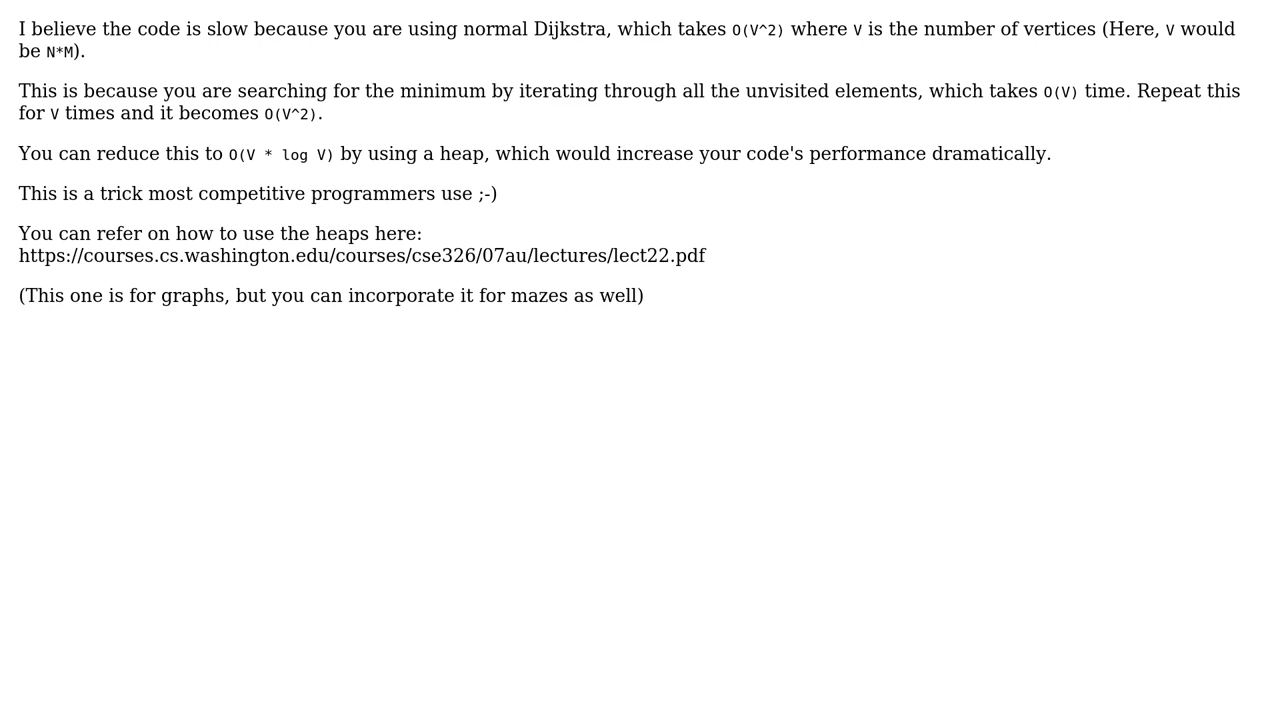 I believe the code is slow because you are using normal Dijkstra, which takes O(V^2) where V is the number of vertices (Here, V would
be N*M).
This is because you are searching for the minimum by iterating through all the unvisited elements, which takes O(V) time. Repeat this
for V times and it becomes O(V^2).
You can reduce this to O(V * log V) by using a heap, which would increase your code's performance dramatically.
This is a trick most competitive programmers use ;-)
You can refer on how to use the heaps here:
https://courses.cs.washington.edu/courses/cse326/07au/lectures/lect22.pdf
(This one is for graphs, but you can incorporate it for mazes as well)